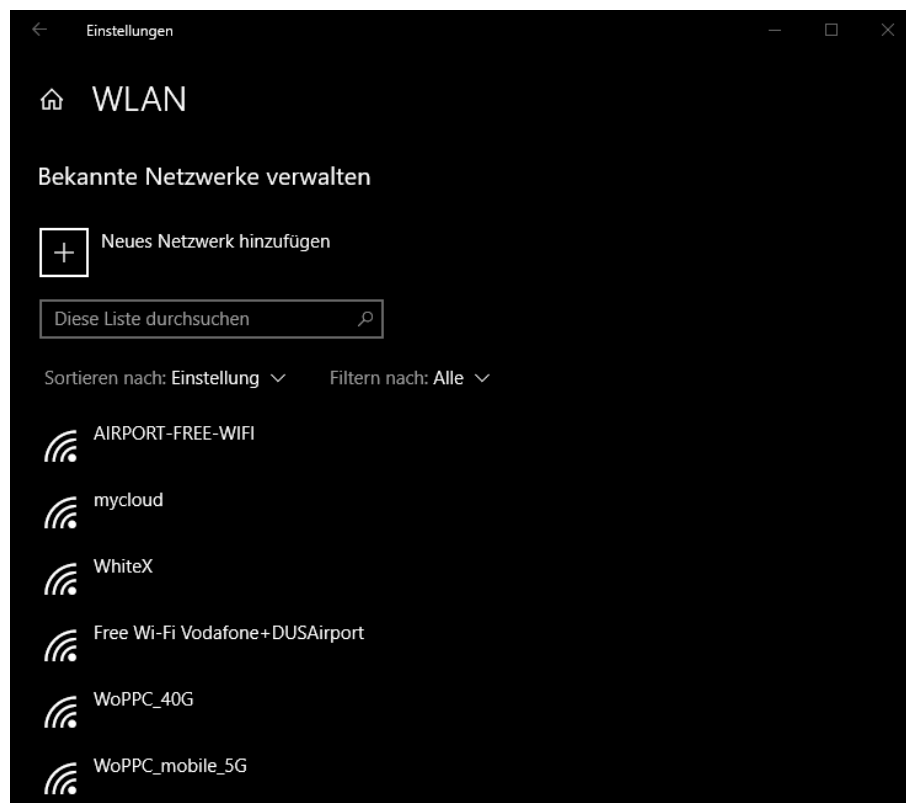 Einstellungen
WLAN
Bekannte Netzwerke verwalten
Neues Netzwerk hinzufügen
Diese Liste durchsuchen
Sortieren nach: Einstellung Filtern nach: Alle
AIRPORT-FREE-WIFI
mycloud
WhiteX
Free Wi-Fi Vodafone+DUSAirport
WoPPC_40G
WoPPC_mobile_5G